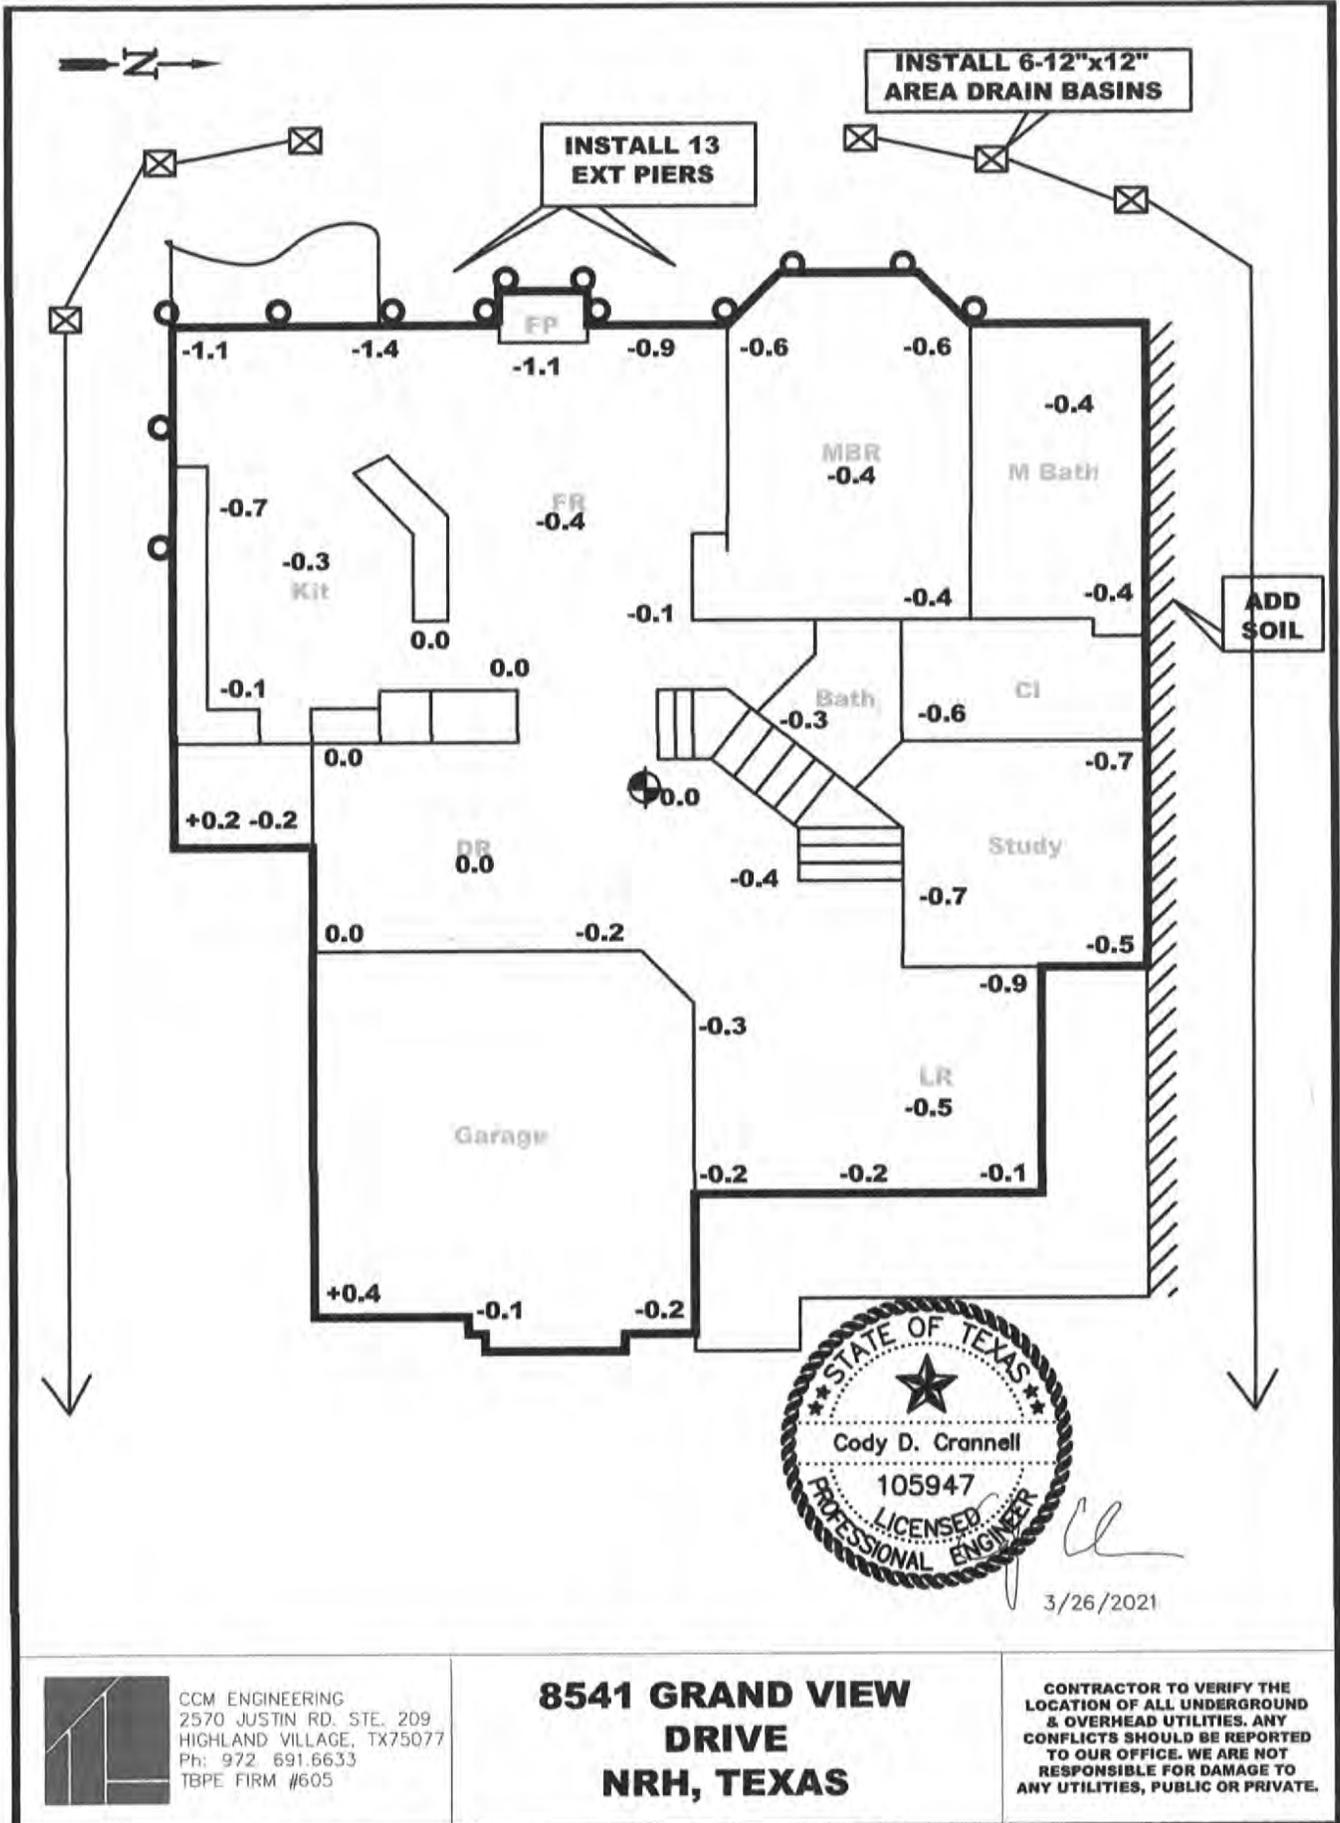 N
INSTALL 6-12"x12"
AREA DRAIN BASINS
INSTALL 13
EXT PIERS
FP
-1.1
-1.4
-1.1
-0.9
-0.6
-0.6
-0.4
MBR
-0.4
M Bath
-0.7
FR
-0.4
-0.3
Kit
-0.1
-0.4
-0.4
ADD
SOIL
0.0
0.0
-0.1
Bath
-0.3
Cl
-0.6
0.0
-0.7
0.0
+0.2 -0.2
DR
0.0
Study
-0.4
-0.7
0.0
-0.2
-0.5
-0.9
-0.3
LR
-0.5
Garage
-0.2
-0.2
-0.1
+0.4
-0.1
-0.2
STATE OF TEXAS
Cody D. Crannell
105947
LICENSED
PROFESSIONAL ENGINEER
3/26/2021
CCM ENGINEERING
2570 JUSTIN RD. STE. 209
HIGHLAND VILLAGE, TX75077
Ph: 972 691.6633
TBPE FIRM #605
8541 GRAND VIEW
DRIVE
NRH, TEXAS
CONTRACTOR TO VERIFY THE
LOCATION OF ALL UNDERGROUND
& OVERHEAD UTILITIES. ANY
CONFLICTS SHOULD BE REPORTED
TO OUR OFFICE. WE ARE NOT
RESPONSIBLE FOR DAMAGE TO
ANY UTILITIES, PUBLIC OR PRIVATE.